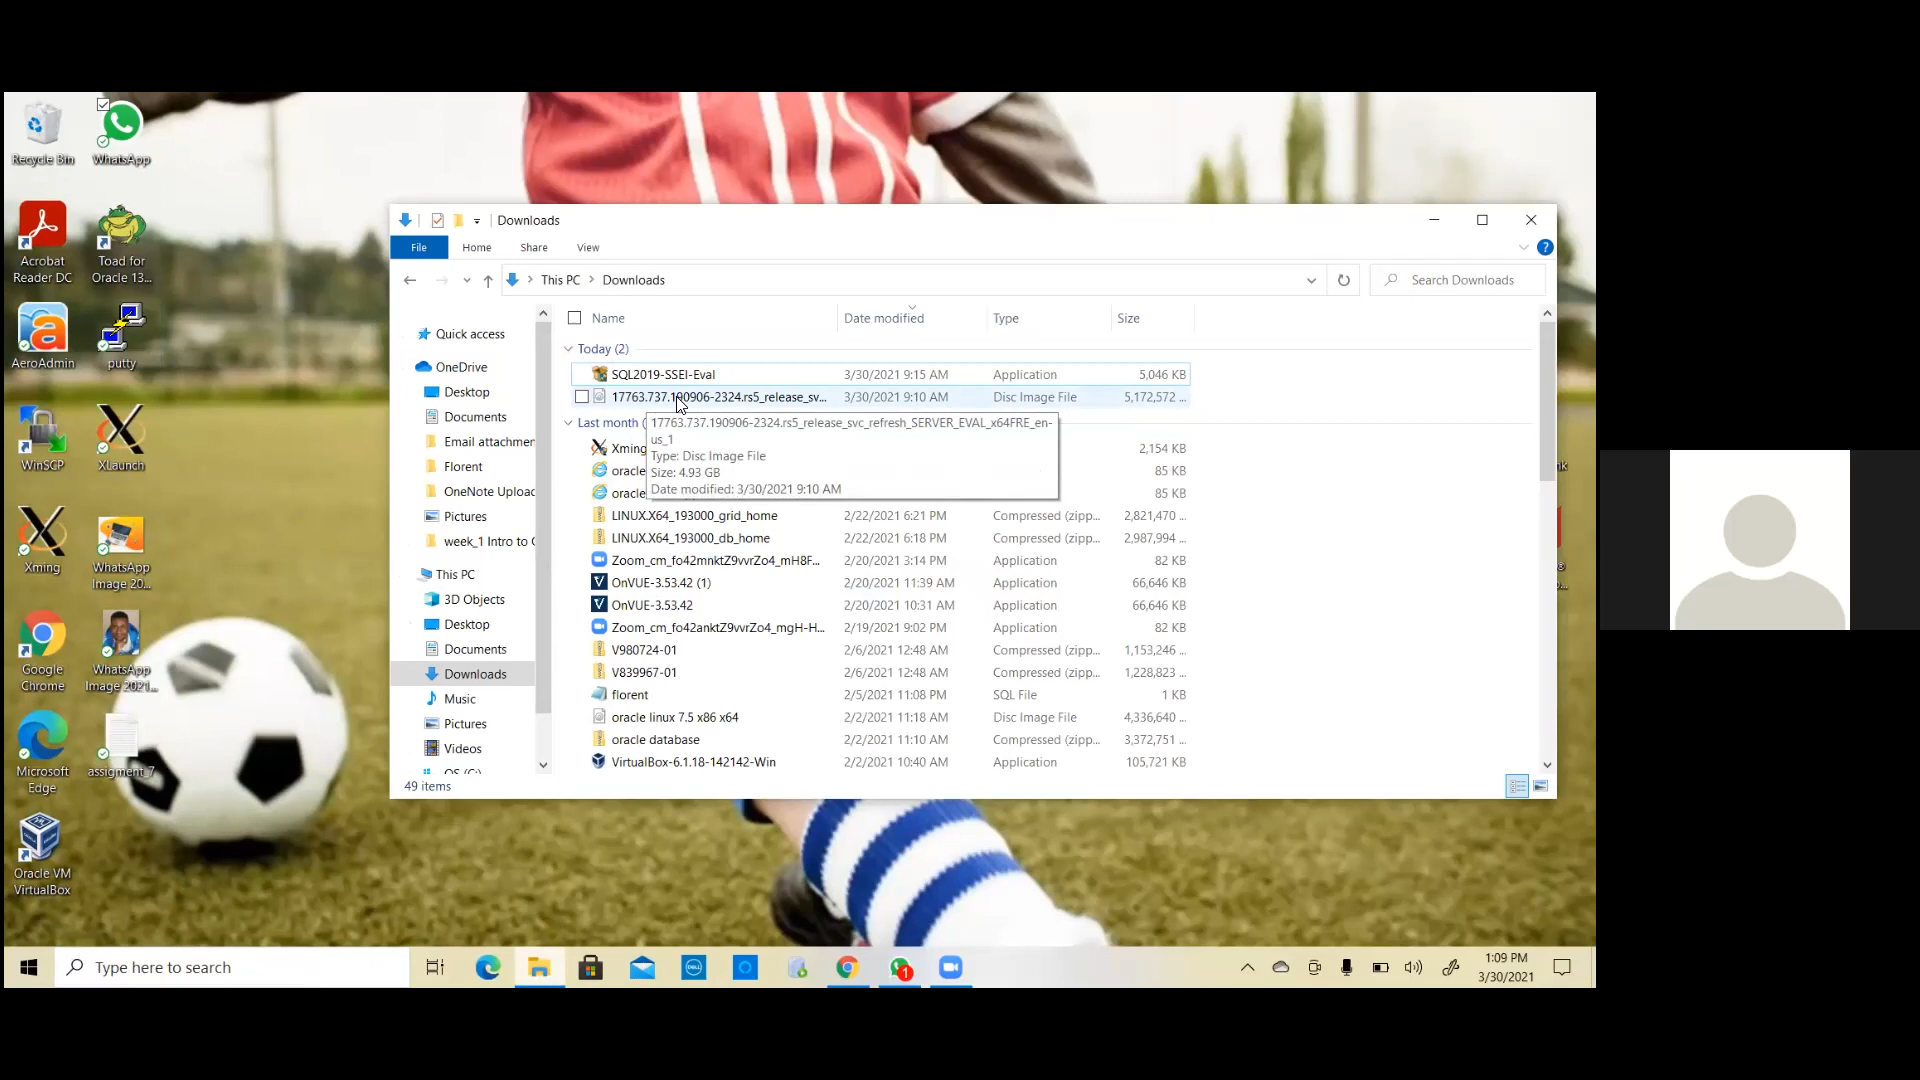 Recycle Bin
WhatsApp
Acrobat
Reader DC
Toad for
Oracle 13...
AeroAdmin
putty
WinSCP
XLaunch
Xming
WhatsApp
Image 20...
Google
Chrome
WhatsApp
Image 2021...
Microsoft
Edge
assigment_7
Oracle VM
VirtualBox
Downloads
File
Home
Share
View
?
This PC
Downloads
Search Downloads
Quick access
OneDrive
Desktop
Documents
Email attachmen
Florent
OneNote Upload
Pictures
week_1 Intro to
This PC
3D Objects
Desktop
Documents
Downloads
Music
Pictures
Videos
OS (C:)
Name Date modified Type Size
Today (2)
SQL2019-SSEI-Eval 3/30/2021 9:15 AM Application 5,046 KB
17763.737.190906-2324.rs5_release_sv... 3/30/2021 9:10 AM Disc Image File 5,172,572 ...
Last month (
17763.737.190906-2324.rs5_release_svc_refresh_SERVER_EVAL_x64FRE_en-
us_1
Type: Disc Image File
Size: 4.93 GB
Date modified: 3/30/2021 9:10 AM
Xming 2,154 KB
oracle 85 KB
oracle 85 KB
LINUX.X64_193000_grid_home 2/22/2021 6:21 PM Compressed (zipp... 2,821,470 ...
LINUX.X64_193000_db_home 2/22/2021 6:18 PM Compressed (zipp... 2,987,994 ...
Zoom_cm_fo42mnktZ9vvrZo4_mH8F... 2/20/2021 3:14 PM Application 82 KB
OnVUE-3.53.42 (1) 2/20/2021 11:39 AM Application 66,646 KB
OnVUE-3.53.42 2/20/2021 10:31 AM Application 66,646 KB
Zoom_cm_fo42anktZ9vvrZo4_mgH-H... 2/19/2021 9:02 PM Application 82 KB
V980724-01 2/6/2021 12:48 AM Compressed (zipp... 1,153,246 ...
V839967-01 2/6/2021 12:48 AM Compressed (zipp... 1,228,823 ...
florent 2/5/2021 11:08 PM SQL File 1 KB
oracle linux 7.5 x86 x64 2/2/2021 11:18 AM Disc Image File 4,336,640 ...
oracle database 2/2/2021 11:10 AM Compressed (zipp... 3,372,751 ...
VirtualBox-6.1.18-142142-Win 2/2/2021 10:40 AM Application 105,721 KB
49 items
Type here to search
DELL
1
1:09 PM
3/30/2021